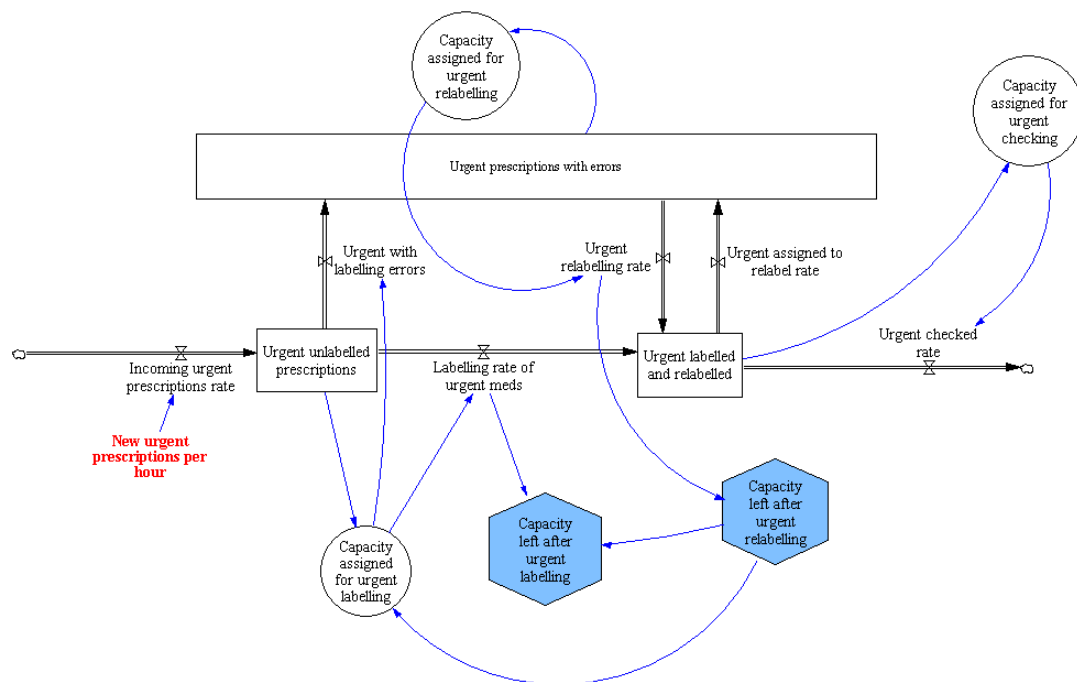 Capacity
assigned for
urgent
relabelling
Capacity
assigned for
urgent
checking
Urgent prescriptions with errors
Urgent with
labelling errors
Urgent
relabelling rate
Urgent assigned to
relabel rate
Urgent unlabelled
prescriptions
Urgent labelled
and relabelled
Urgent checked
rate
Incoming urgent
prescriptions rate
Labelling rate of
urgent meds
New urgent
prescriptions per
hour
Capacity
left after
urgent
relabelling
Capacity
left after
urgent
labelling
Capacity
assigned
for urgent
labelling